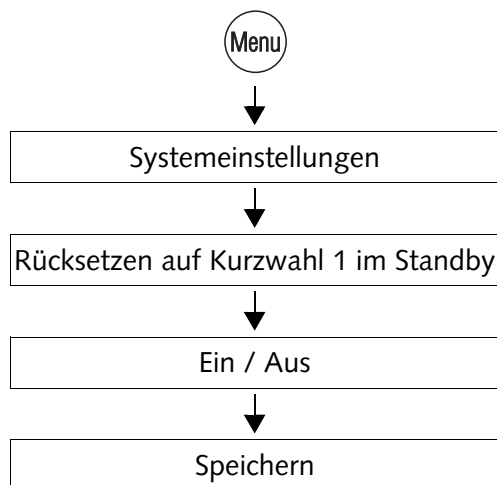 Menu
Systemeinstellungen
Rücksetzen auf Kurzwahl 1 im Standby
Ein / Aus
Speichern